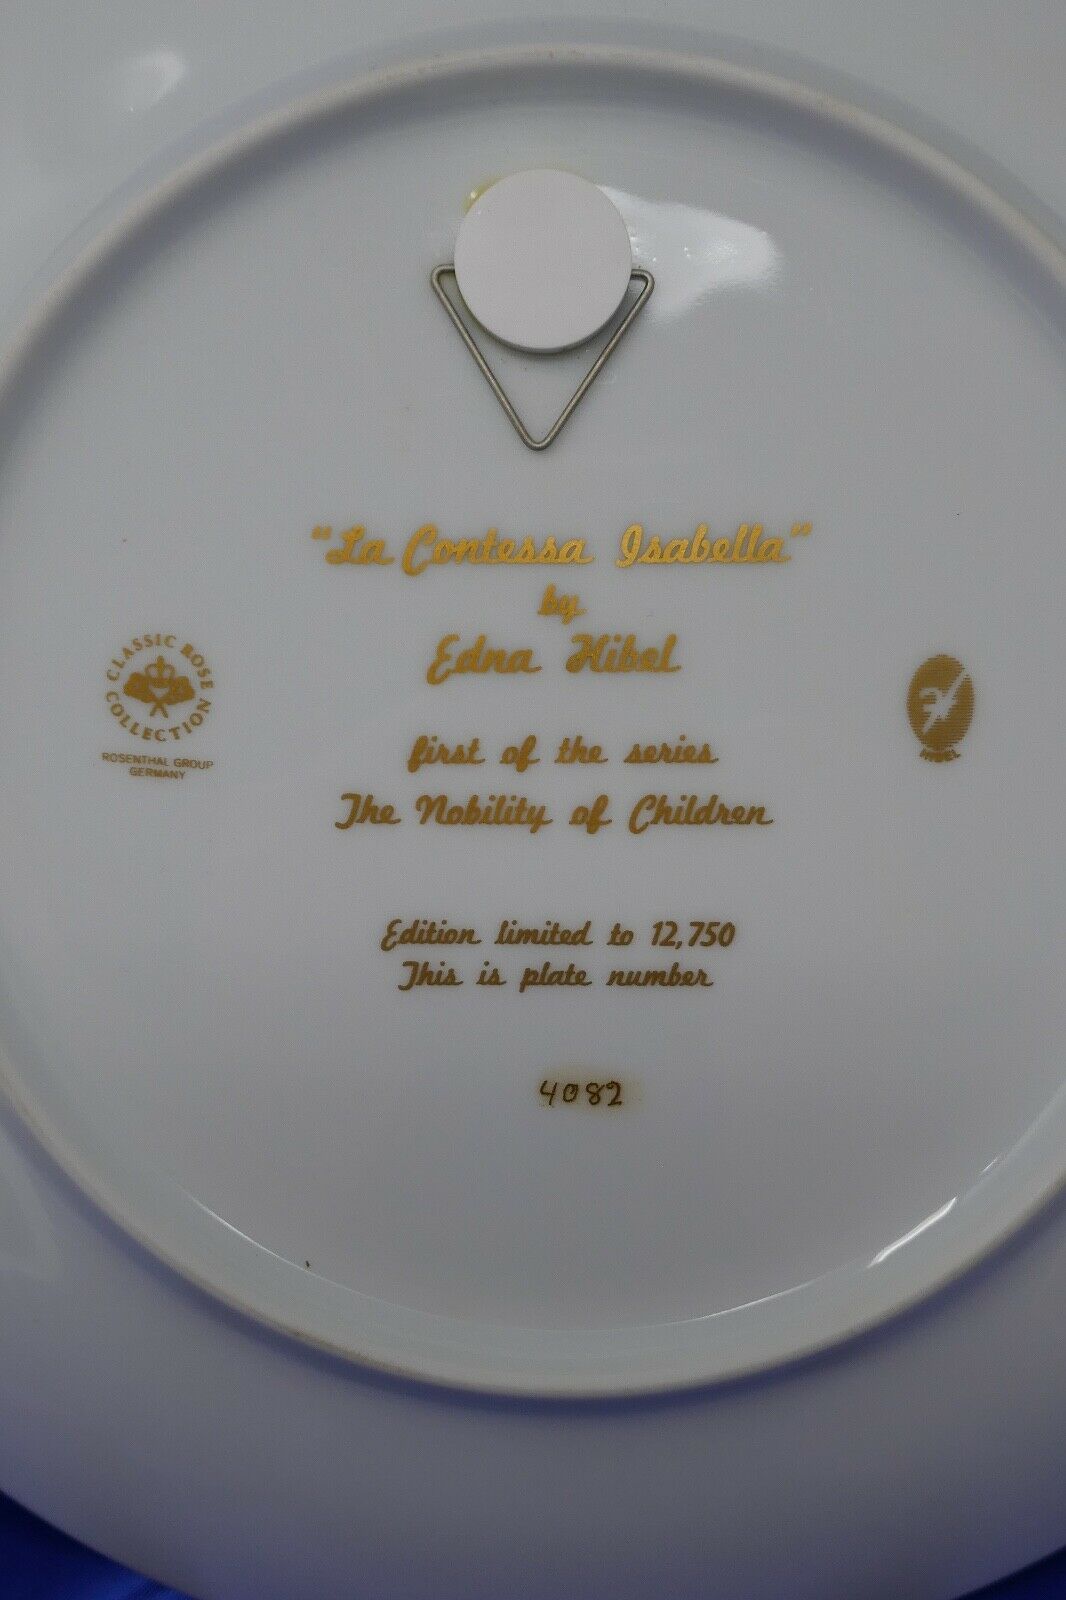 "La Contessa Isabella"
by
Edna Hibel
CLASSIC ROSE
COLLECTION
ROSENTHAL GROUP
GERMANY
HIBEL
first of the series
The Nobility of Children
Edition limited to 12,750
This is plate number
4082